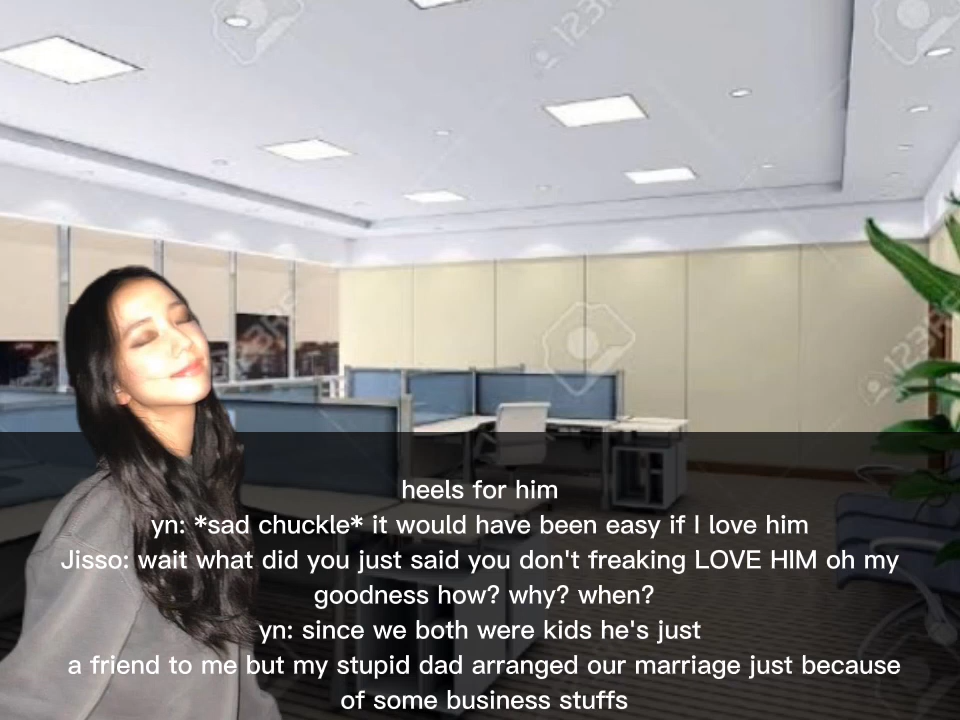 heels for him
yn: *sad chuckle* it would have been easy if I love him
Jisso: wait what did you just said you don't freaking LOVE HIM oh my
goodness how? why? when?
yn: since we both were kids he's just
a friend to me but my stupid dad arranged our marriage just because
of some business stuffs